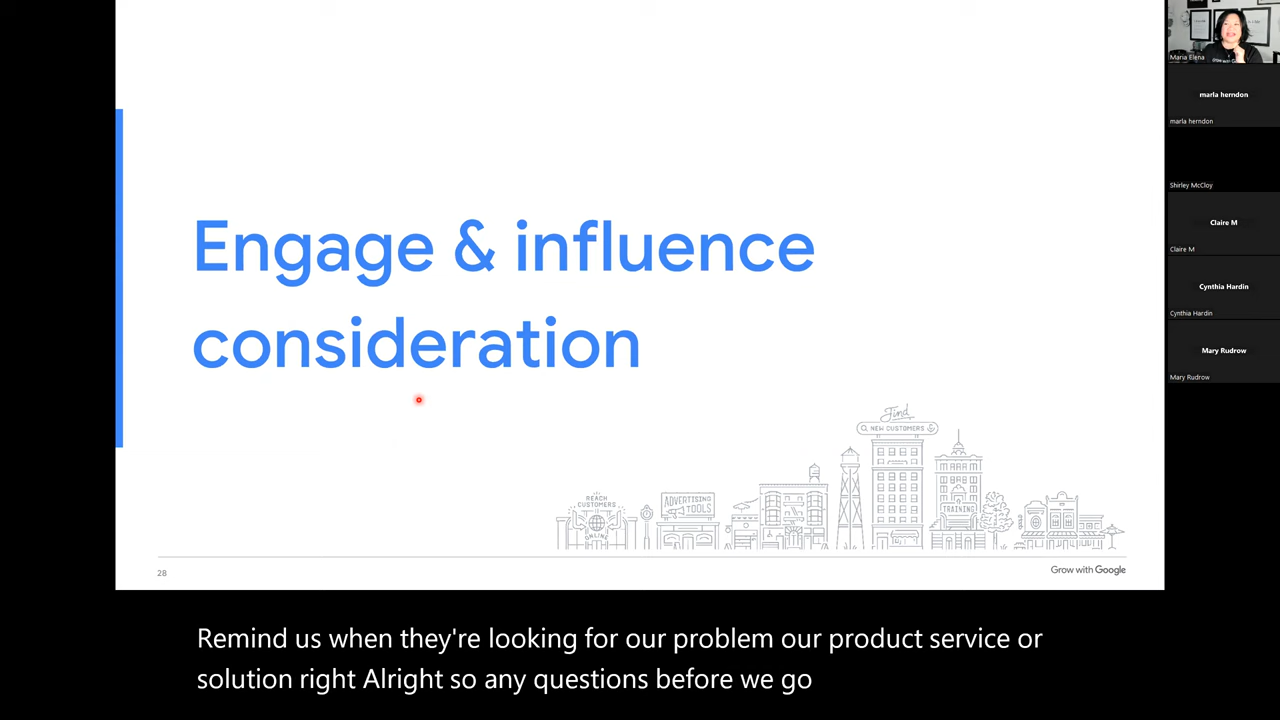 Engage & influence
consideration
Find
NEW CUSTOMERS
REACH
CUSTOMERS
ONLINE
ADVERTISING
TOOLS
TRAINING
28
Grow with Google
Remind us when they're looking for our problem our product service or
solution right Alright so any questions before we go
Maria Elena
marla herndon
marla herndon
Shirley McCloy
Claire M
Claire M
Cynthia Hardin
Cynthia Hardin
Mary Rudrow
Mary Rudrow